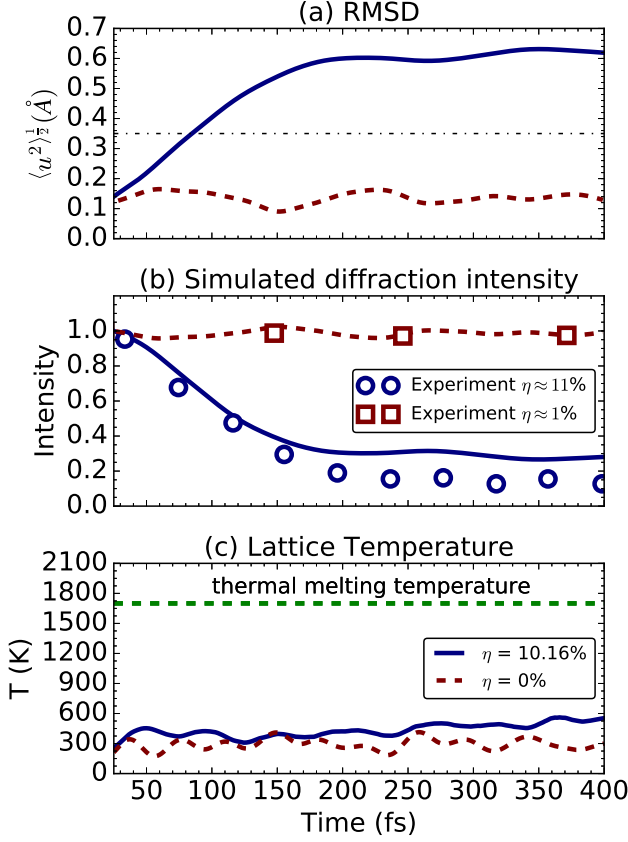 (a) RMSD
0.7
0.6
0.5
0.4
0.3
0.2
0.1
0.0
⟨u²⟩^{1/2}(Å)
(b) Simulated diffraction intensity
1.0
0.8
0.6
0.4
0.2
0.0
Intensity
Experiment η≈11%
Experiment η≈1%
(c) Lattice Temperature
2100
1800
1500
1200
900
600
300
0
T (K)
thermal melting temperature
η = 10.16%
η = 0%
50 100 150 200 250 300 350 400
Time (fs)